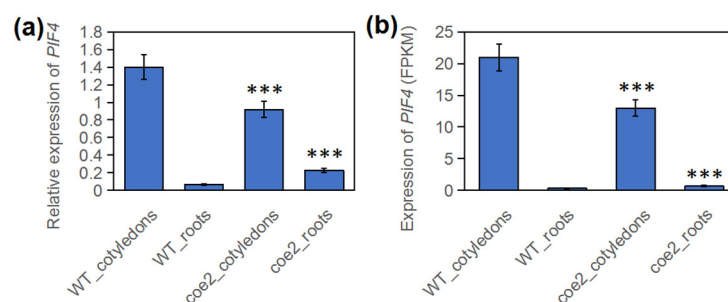 (a)
Relative expression of PIF4
1.8
1.6
1.4
1.2
1
0.8
0.6
0.4
0.2
0
***
***
WT_cotyledons
WT_roots
coe2_cotyledons
coe2_roots
(b)
Expression of PIF4 (FPKM)
25
20
15
10
5
0
***
***
WT_cotyledons
WT_roots
coe2_cotyledons
coe2_roots